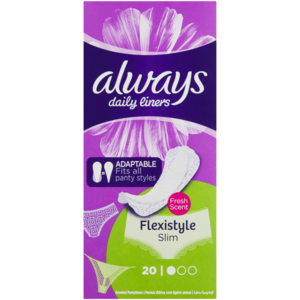 always
daily liners
ADAPTABLE
Fits all
panty styles
Fresh
Scent
Flexistyle
Slim
20